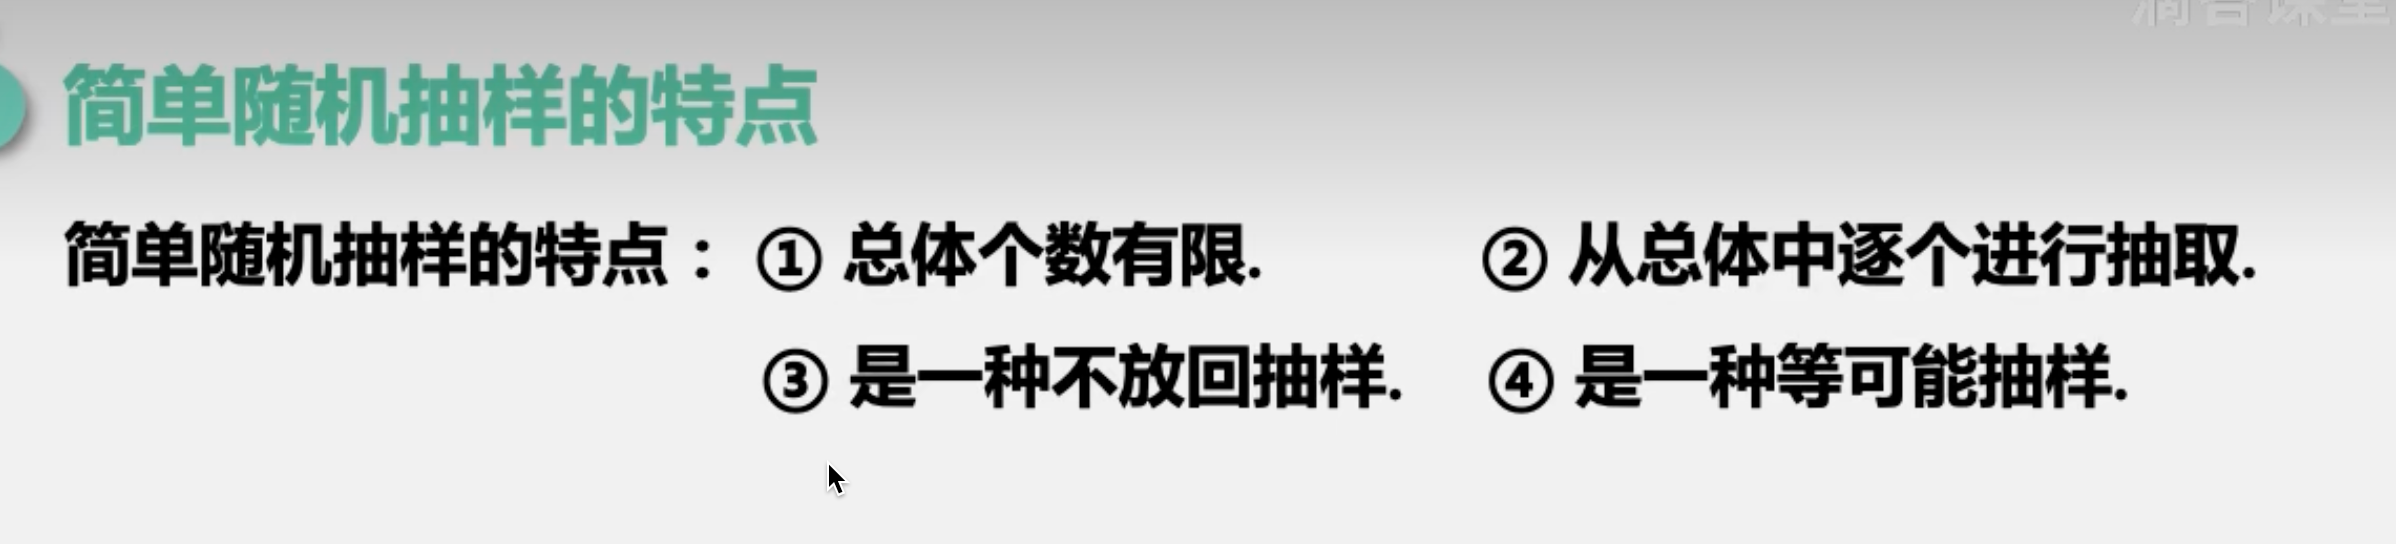 简单随机抽样的特点
简单随机抽样的特点：① 总体个数有限. ② 从总体中逐个进行抽取.
③ 是一种不放回抽样. ④ 是一种等可能抽样.